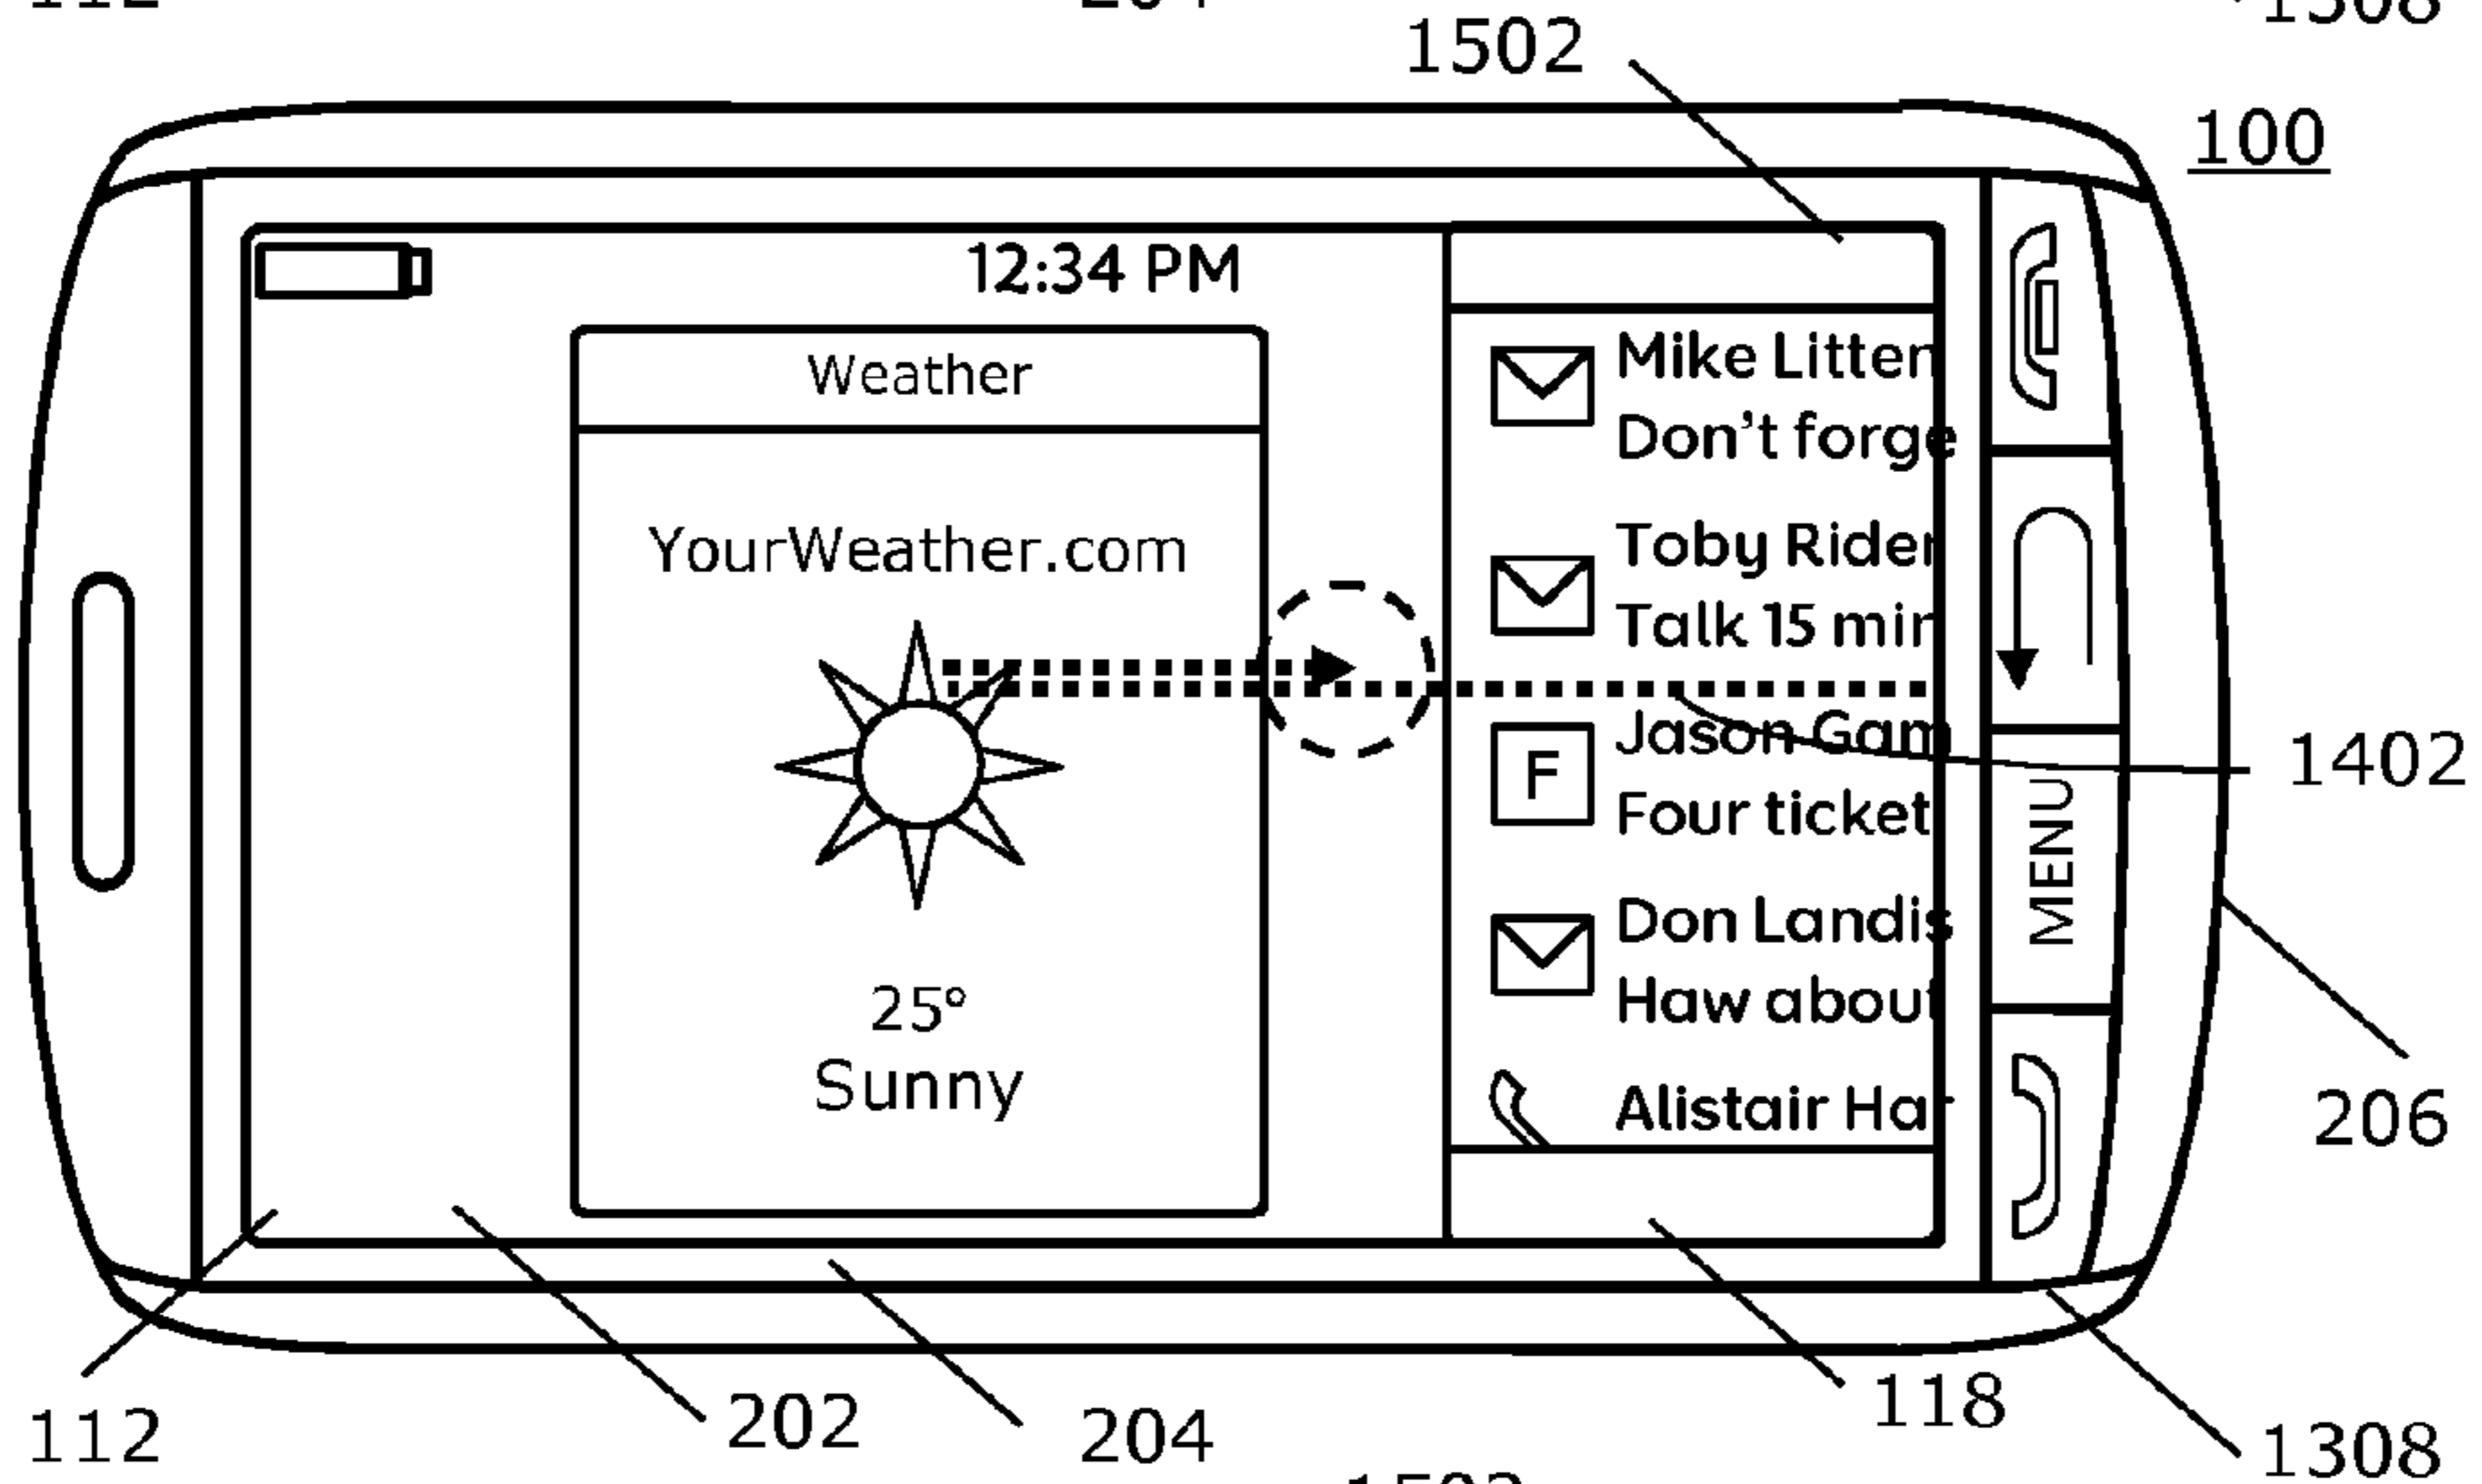 1502
100
12:34 PM
Weather
YourWeather.com
25°
Sunny
Mike Litten
Don't forge
Toby Rider
Talk 15 min
Jason Gam
F
Four ticket
Don Landis
Haw about
Alistair Har
MENU
1402
206
112
202
204
118
1308